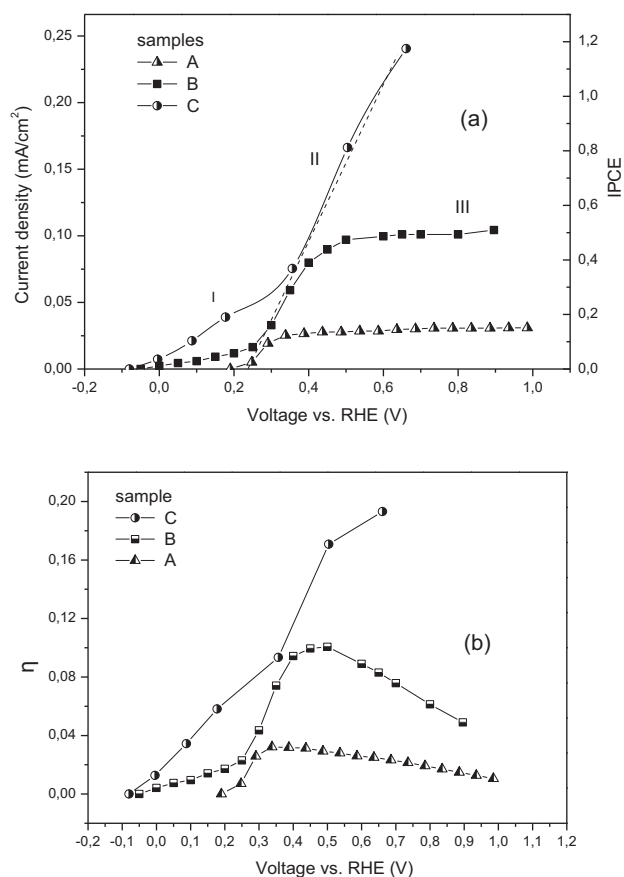 samples
A
B
C
(a)
I
II
III
0,25
0,20
0,15
0,10
0,05
0,00
Current density (mA/cm²)
1,2
1,0
0,8
0,6
0,4
0,2
0,0
IPCE
-0,2 0,0 0,2 0,4 0,6 0,8 1,0
Voltage vs. RHE (V)
sample
C
B
A
(b)
0,20
0,16
0,12
0,08
0,04
0,00
η
-0,2 -0,1 0,0 0,1 0,2 0,3 0,4 0,5 0,6 0,7 0,8 0,9 1,0 1,1 1,2
Voltage vs. RHE (V)